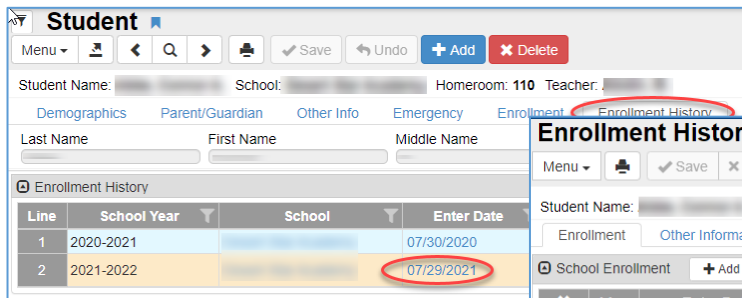 Student
Menu Save Undo + Add Delete
Student Name: School: Homeroom: 110 Teacher:
Demographics Parent/Guardian Other Info Emergency Enrollment Enrollment History
Last Name First Name Middle Name
Enrollment History
Line School Year School Enter Date
1 2020-2021 07/30/2020
2 2021-2022 07/29/2021
Enrollment Histor
Menu Save
Student Name:
Enrollment Other Informa
School Enrollment + Add